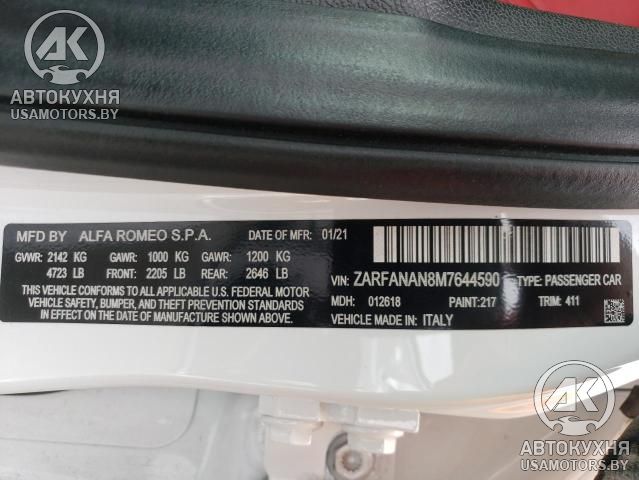 AK
АВТОКУХНЯ
USAMOTORS.BY
MFD BY ALFA ROMEO S.P.A. DATE OF MFR: 01/21
GVWR: 2142 KG GAWR: 1000 KG GAWR: 1200 KG
4723 LB FRONT: 2205 LB REAR: 2646 LB
THIS VEHICLE CONFORMS TO ALL APPLICABLE U.S. FEDERAL MOTOR
VEHICLE SAFETY, BUMPER, AND THEFT PREVENTION STANDARDS
IN EFFECT ON THE DATE OF MANUFACTURE SHOWN ABOVE.
VIN: ZARFANAN8M7644590 TYPE: PASSENGER CAR
MDH: 012618 PAINT: 217 TRIM: 411
VEHICLE MADE IN: ITALY
AK
АВТОКУХНЯ
USAMOTORS.BY